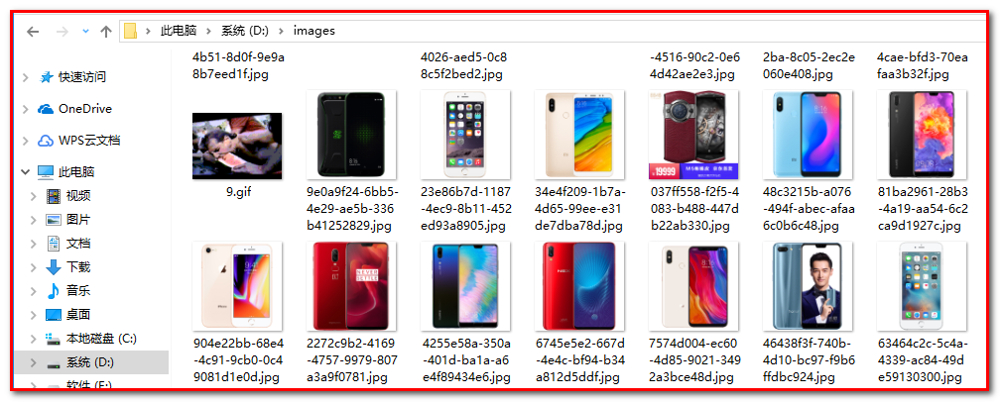 此电脑 > 系统 (D:) > images
快速访问
OneDrive
WPS云文档
此电脑
视频
图片
文档
下载
音乐
桌面
本地磁盘 (C:)
系统 (D:)
软件 (E:)
4b51-8d0f-9e9a
8b7eed1f.jpg
4026-aed5-0c8
8c5f2bed2.jpg
-4516-90c2-0e6
4d42ae2e3.jpg
2ba-8c05-2ec2e
060e408.jpg
4cae-bfd3-70ea
faa3b32f.jpg
9.gif
9e0a9f24-6bb5-
4e29-ae5b-336
b41252829.jpg
23e86b7d-1187
-4ec9-8b11-452
ed93a8905.jpg
34e4f209-1b7a-
4d65-99ee-e31
de7dba78d.jpg
¥19999
037ff558-f2f5-4
083-b488-447d
b22ab330.jpg
48c3215b-a076
-494f-abec-afaa
6c0b6c48.jpg
81ba2961-28b3
-4a19-aa54-6c2
ca9d1927c.jpg
904e22bb-68e4
-4c91-9cb0-0c4
9081d1e0d.jpg
NEVER
SETTLE
2272c9b2-4169
-4757-9979-807
a3a9f0781.jpg
4255e58a-350a
-401d-ba1a-a6
e4f89434e6.jpg
NEX
6745e5e2-667d
-4e4c-bf94-b34
a812d5ddf.jpg
7574d004-ec60
-4d85-9021-349
2a3bce48d.jpg
46438f3f-740b-
4d10-bc97-f9b6
ffdbc924.jpg
63464c2c-5c4a-
4339-ac84-49d
e59130300.jpg